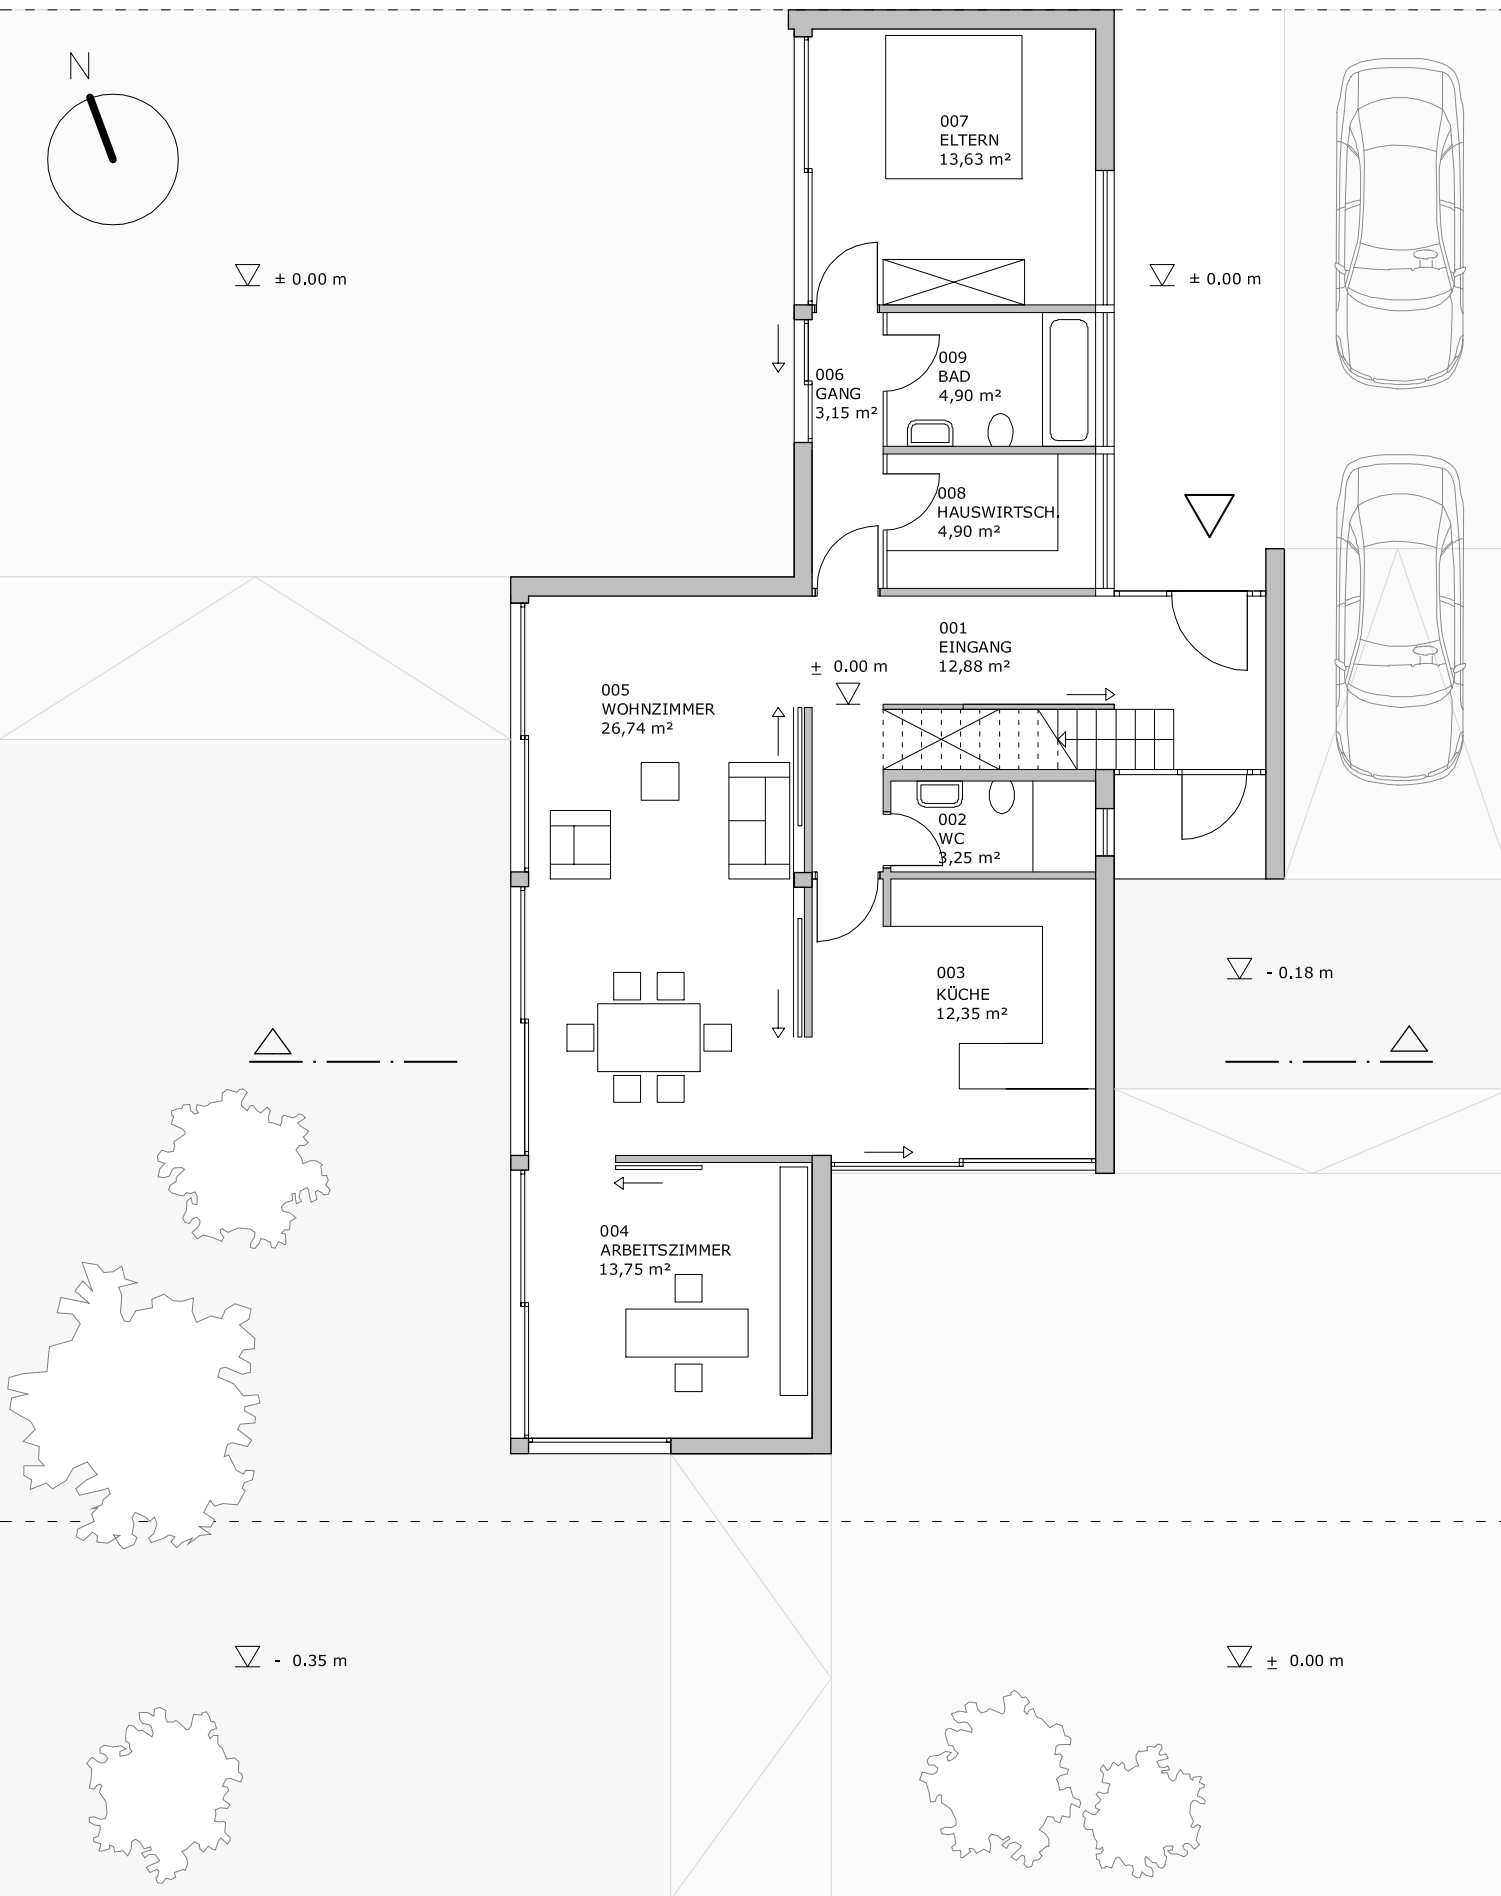 N
007
ELTERN
13,63 m²
± 0.00 m
± 0.00 m
006
GANG
3,15 m²
009
BAD
4,90 m²
008
HAUSWIRTSCH.
4,90 m²
001
EINGANG
12,88 m²
± 0.00 m
005
WOHNZIMMER
26,74 m²
002
WC
3,25 m²
003
KÜCHE
12,35 m²
- 0.18 m
004
ARBEITSZIMMER
13,75 m²
- 0.35 m
± 0.00 m